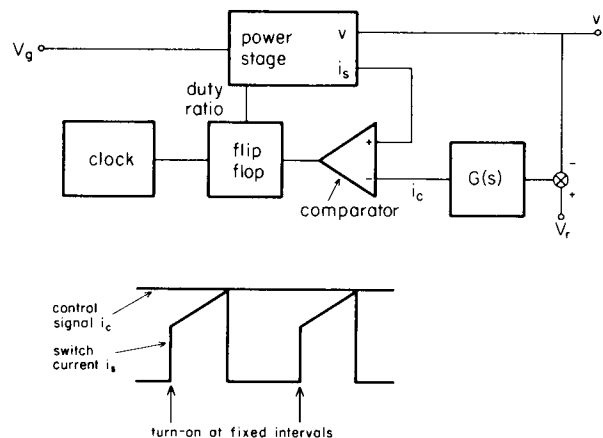 V_g
power
stage
v
i_s
v
duty
ratio
clock
flip
flop
+
−
comparator
i_c
G(s)
−
+
V_r
control
signal i_c
switch
current i_s
turn-on at fixed intervals